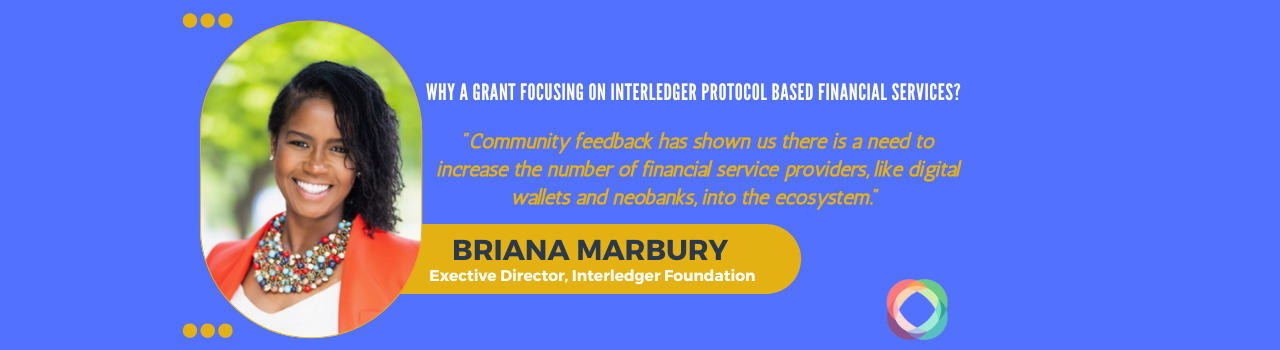 WHY A GRANT FOCUSING ON INTERLEDGER PROTOCOL BASED FINANCIAL SERVICES?
"Community feedback has shown us there is a need to
increase the number of financial service providers, like digital
wallets and neobanks, into the ecosystem."
BRIANA MARBURY
Exective Director, Interledger Foundation